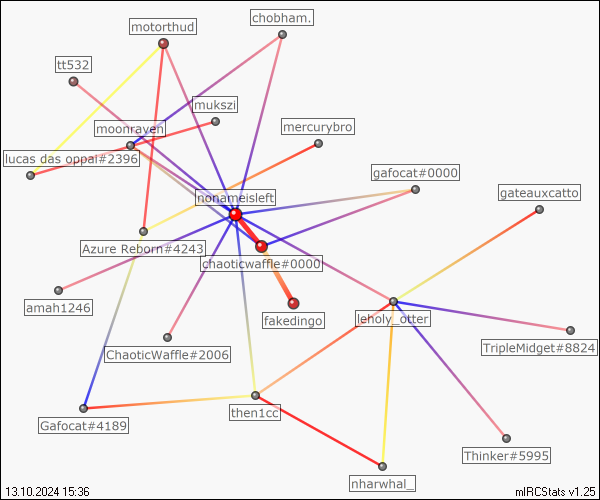 chobham.
motorthud
tt532
mukszi
moonraven
mercurybro
lucas das oppai#2396
gafocat#0000
gateauxcatto
nonameisleft
Azure Reborn#4243
chaoticwaffle#0000
amah1246
fakedingo
leholy_otter
ChaoticWaffle#2006
TripleMidget#8824
Gafocat#4189
then1cc
Thinker#5995
nharwhal_
13.10.2024 15:36
mIRCStats v1.25